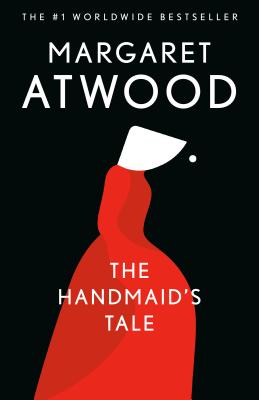 THE #1 WORLDWIDE BESTSELLER
MARGARET
ATWOOD
THE
HANDMAID'S
TALE